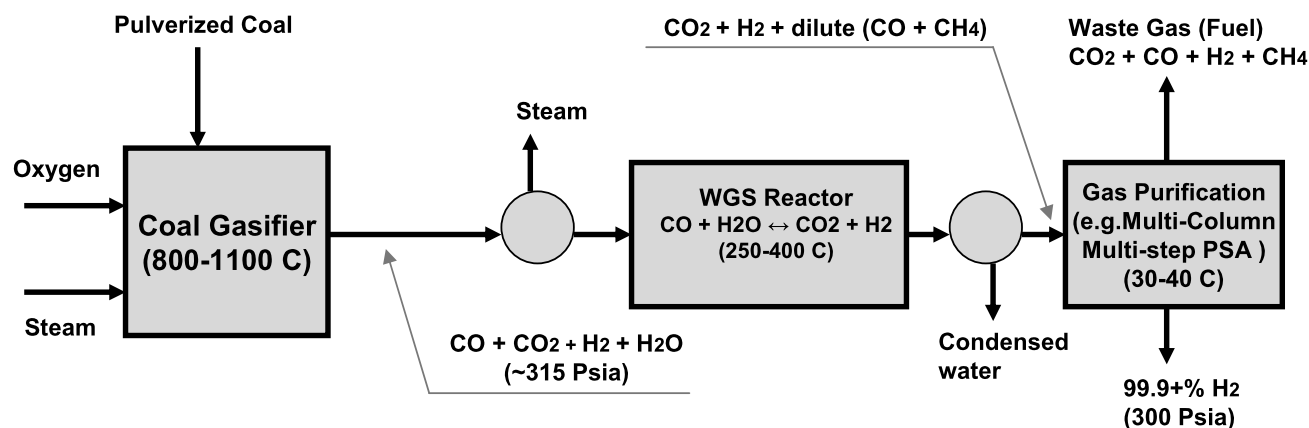 Pulverized Coal
Oxygen
Steam
Coal Gasifier
(800-1100 C)
CO + CO2 + H2 + H2O
(~315 Psia)
Steam
WGS Reactor
CO + H2O ↔ CO2 + H2
(250-400 C)
CO2 + H2 + dilute (CO + CH4)
Condensed
water
Waste Gas (Fuel)
CO2 + CO + H2 + CH4
Gas Purification
(e.g.Multi-Column
Multi-step PSA )
(30-40 C)
99.9+% H2
(300 Psia)